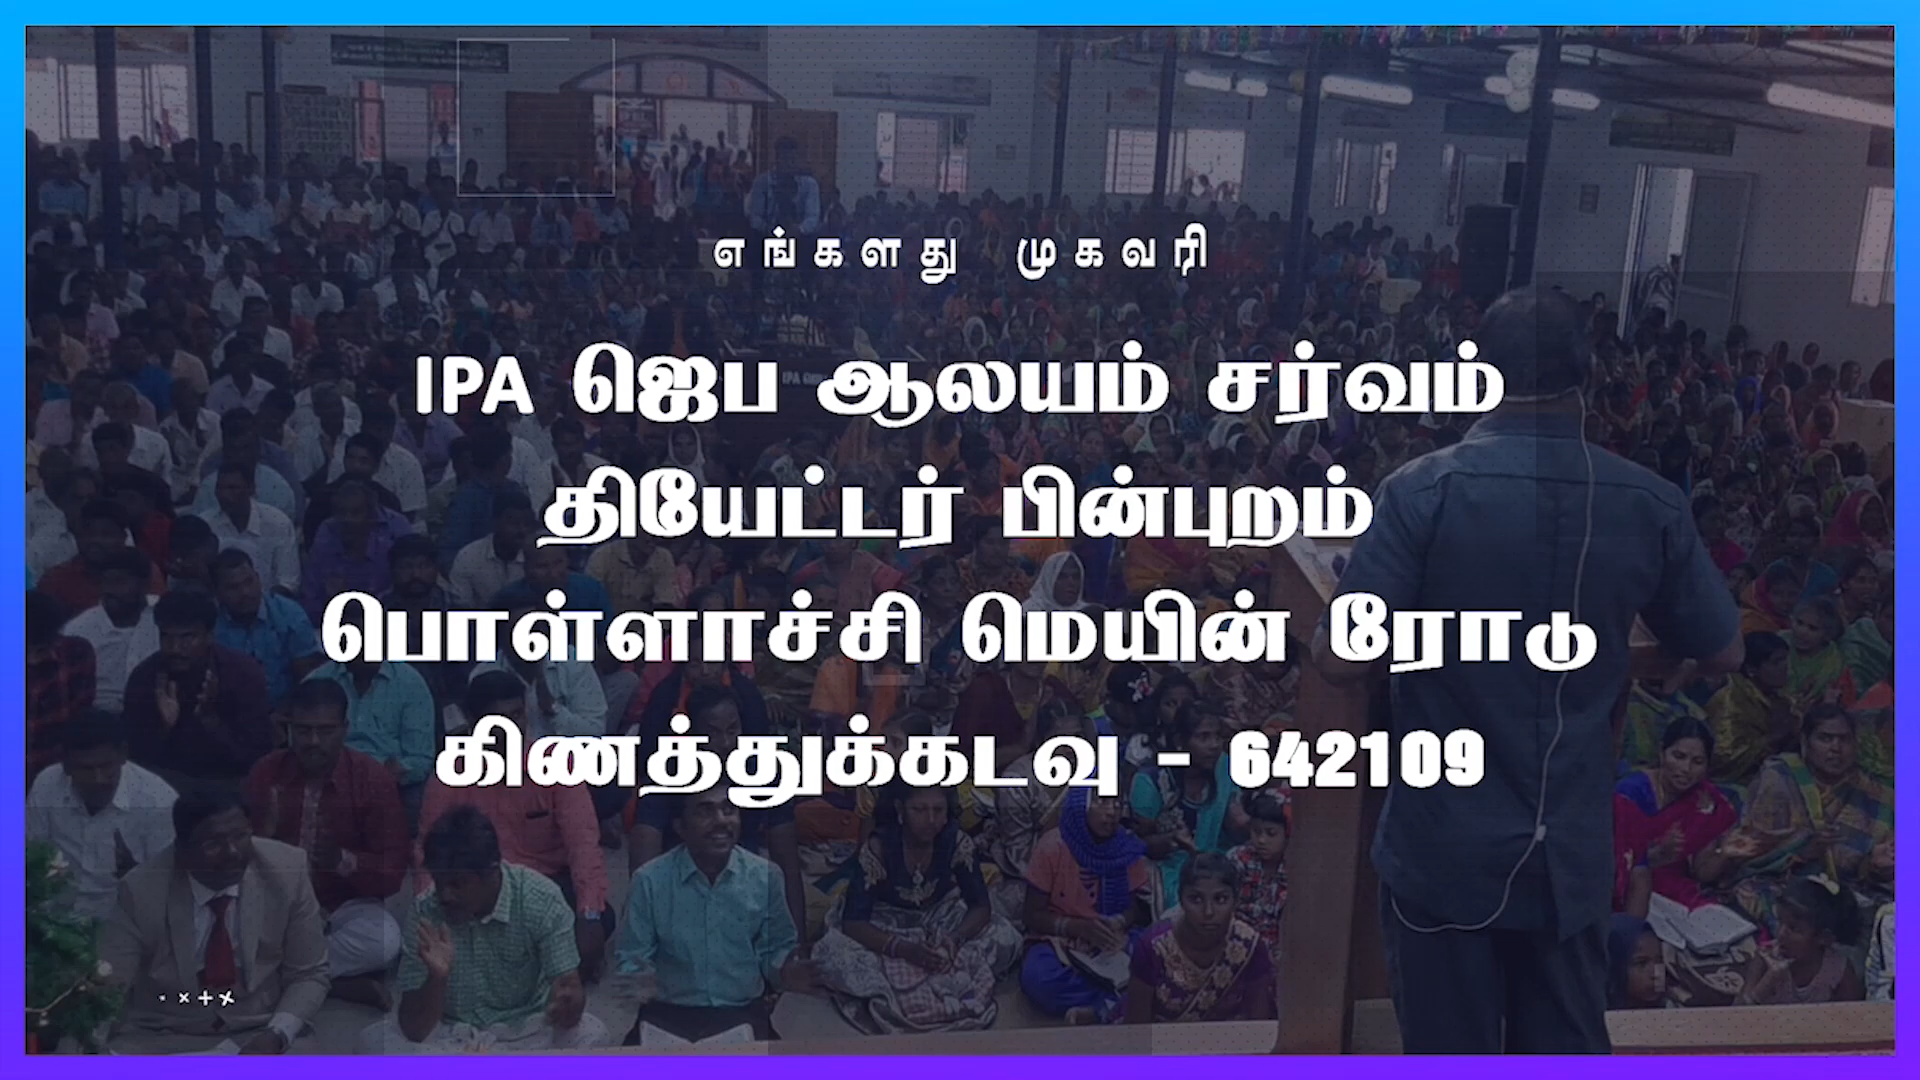 எங்களது முகவரி
IPA ஜெப ஆலயம் சர்வம்
தியேட்டர் பின்புறம்
பொள்ளாச்சி மெயின் ரோடு
கிணத்துக்கடவு - 642109